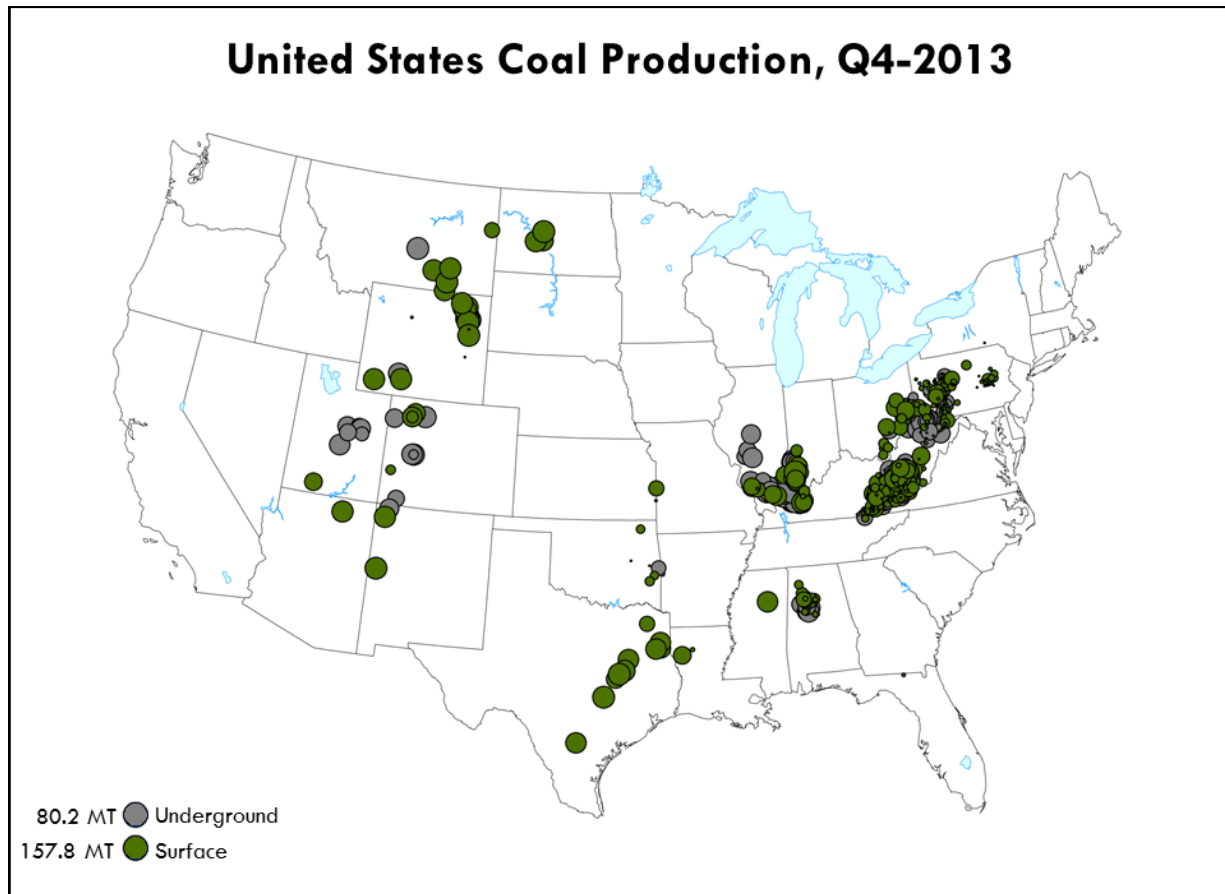 United States Coal Production, Q4-2013
80.2 MT Underground
157.8 MT Surface